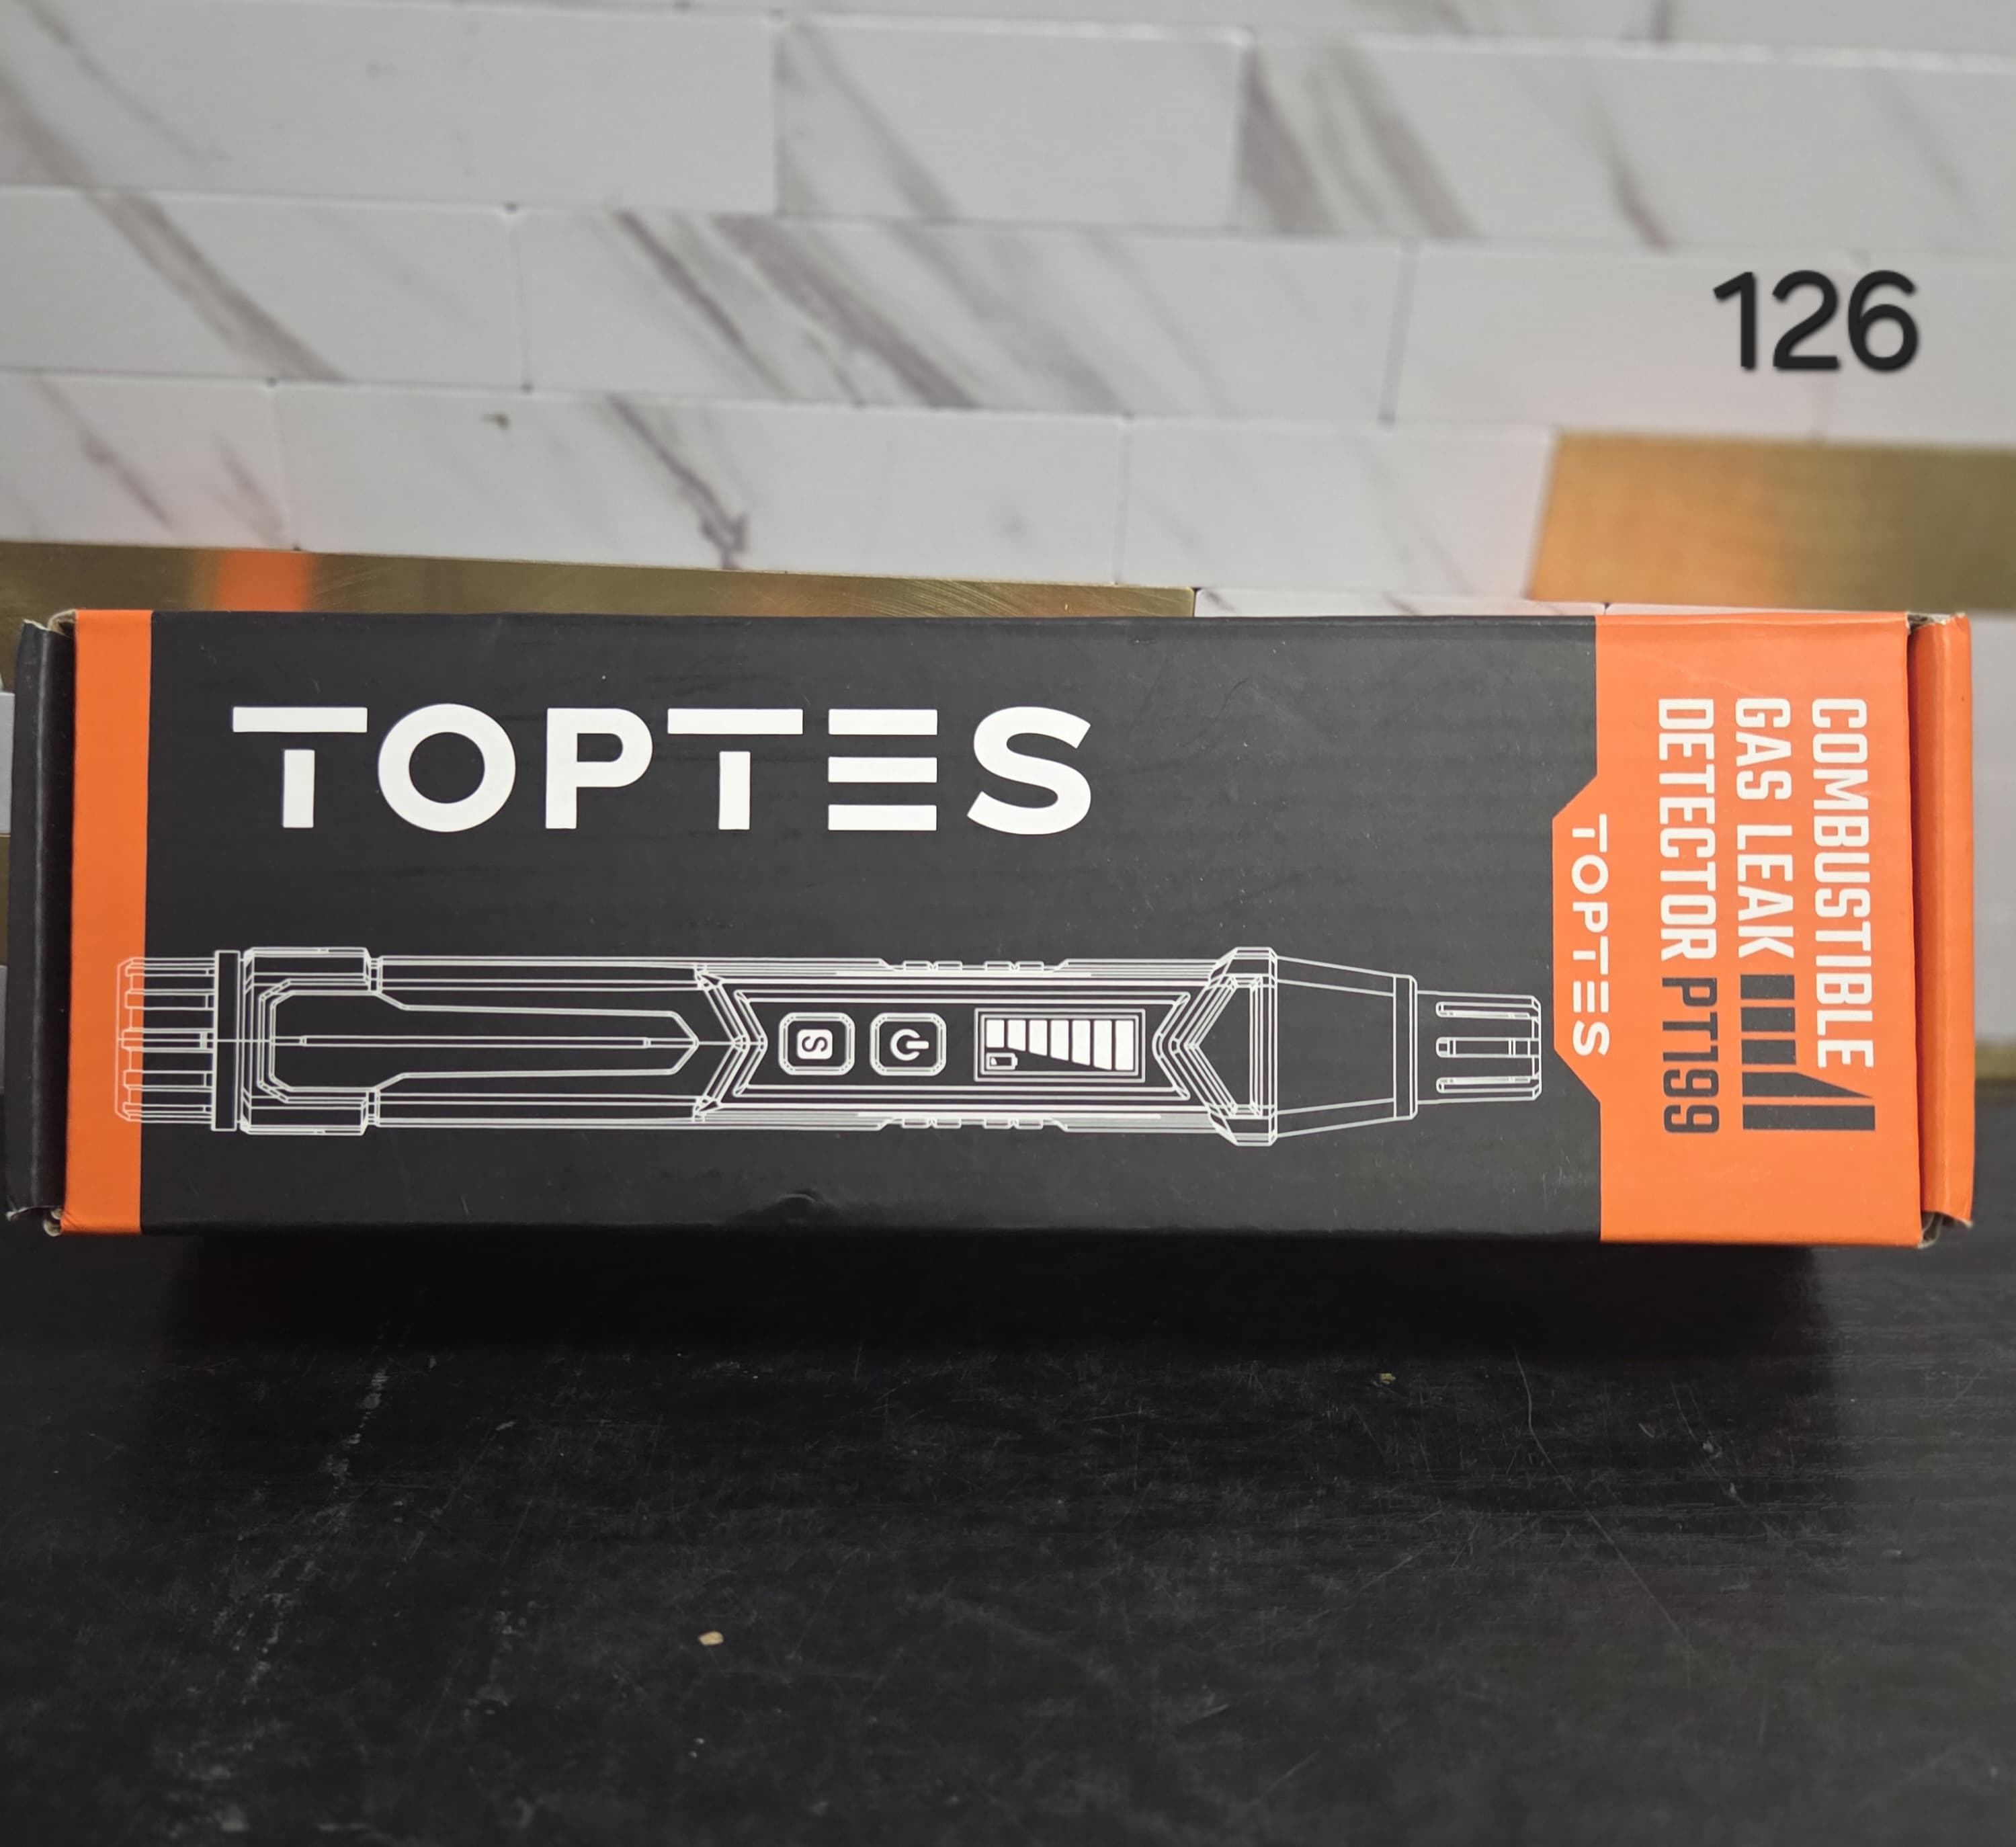 126
TOPTES
S
TOPTES
COMBUSTIBLE
GAS LEAK
DETECTOR PT199